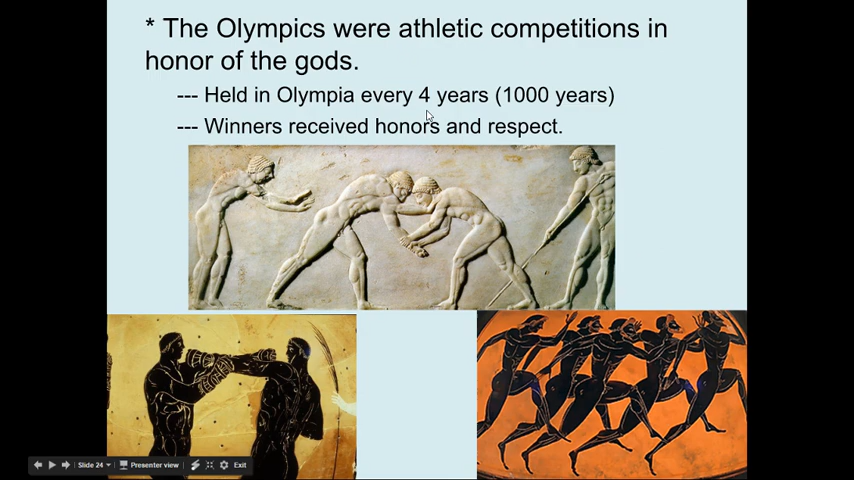 * The Olympics were athletic competitions in
honor of the gods.
--- Held in Olympia every 4 years (1000 years)
--- Winners received honors and respect.
Slide 24
Presenter view
Exit